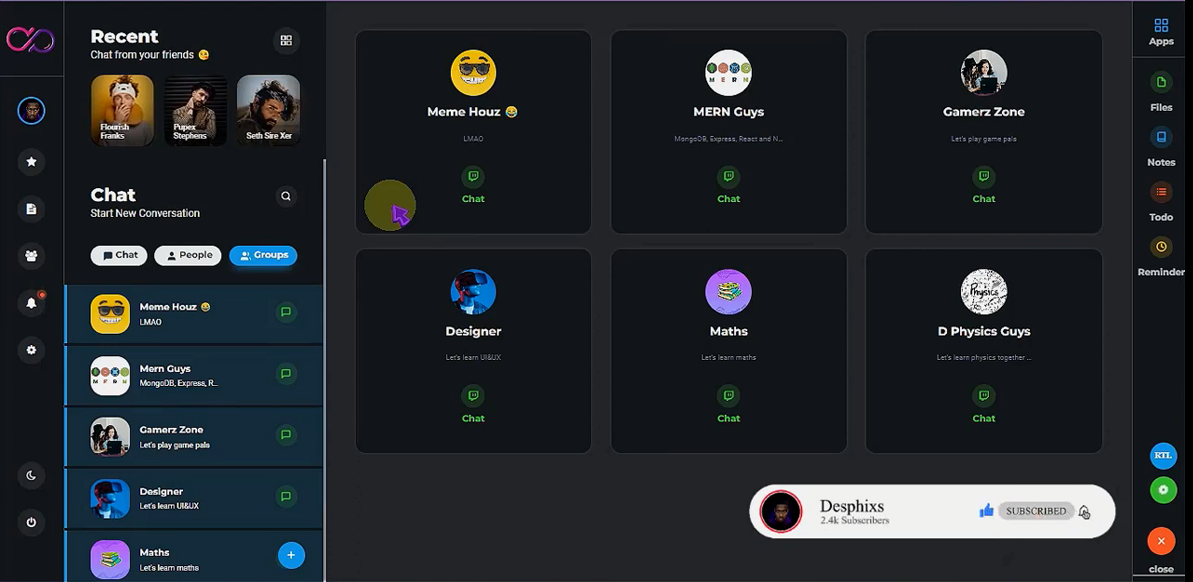 Recent
Chat from your friends 😉
Flourish
Franks
Pupex
Stephens
Seth Sire Xer
Chat
Start New Conversation
Chat
People
Groups
Meme Houz 😂
LMAO
Mern Guys
MongoDB, Express, R...
Gamerz Zone
Let's play game pals
Designer
Let's learn UI&UX
Maths
Let's learn maths
Meme Houz 😂
LMAO
Chat
M E R N
MERN Guys
MongoDB, Express, React and N...
Chat
Gamerz Zone
Let's play game pals
Chat
Designer
Let's learn UI&UX
Chat
Maths
Let's learn maths
Chat
Physics
D Physics Guys
Let's learn physics together ...
Chat
Desphixs
2.4k Subscribers
SUBSCRIBED
Apps
Files
Notes
Todo
Reminder
RTL
close